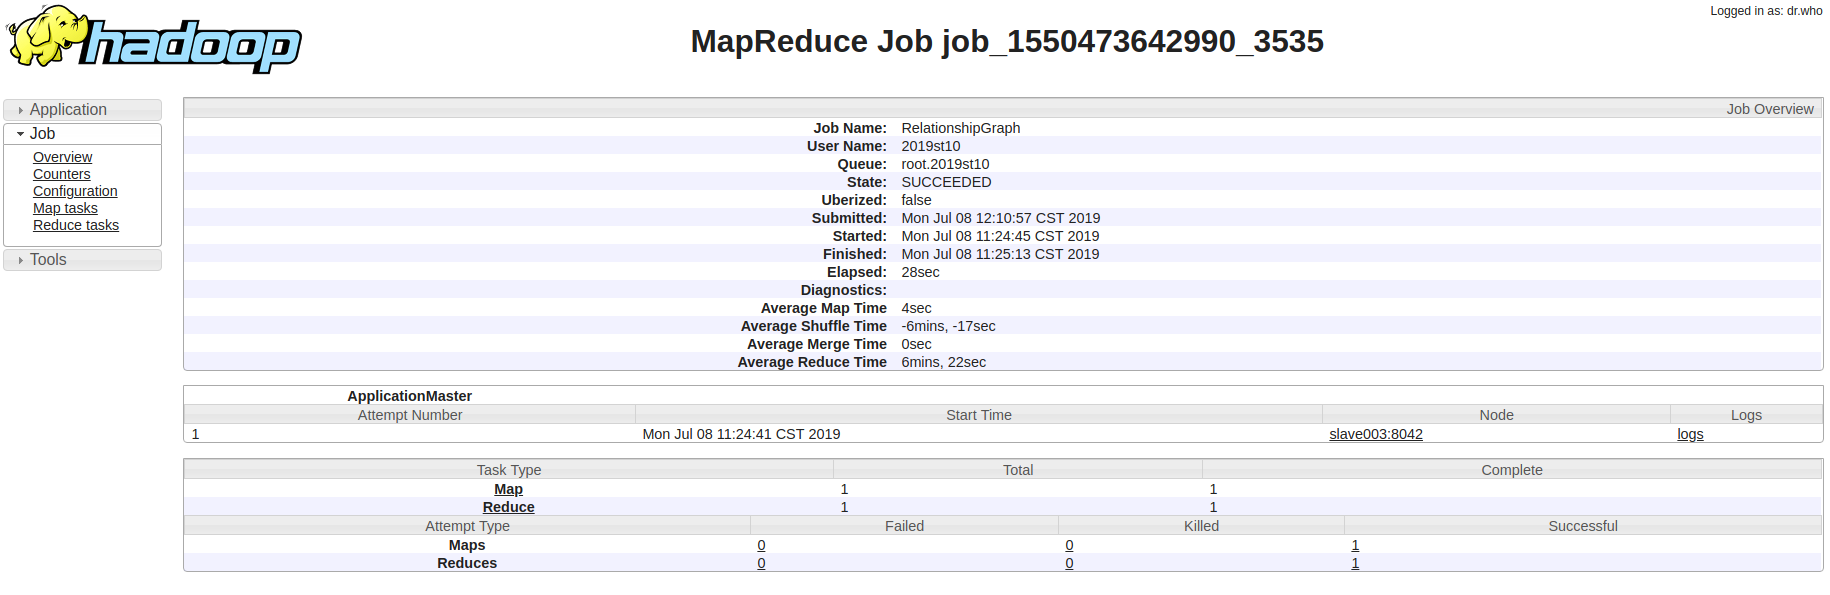 Logged in as: dr.who
hadoop
MapReduce Job job_1550473642990_3535
Application
Job
Overview
Counters
Configuration
Map tasks
Reduce tasks
Tools
Job Overview
Job Name: RelationshipGraph
User Name: 2019st10
Queue: root.2019st10
State: SUCCEEDED
Uberized: false
Submitted: Mon Jul 08 12:10:57 CST 2019
Started: Mon Jul 08 11:24:45 CST 2019
Finished: Mon Jul 08 11:25:13 CST 2019
Elapsed: 28sec
Diagnostics:
Average Map Time 4sec
Average Shuffle Time -6mins, -17sec
Average Merge Time 0sec
Average Reduce Time 6mins, 22sec
ApplicationMaster
Attempt Number Start Time Node Logs
1 Mon Jul 08 11:24:41 CST 2019 slave003:8042 logs
Task Type Total Complete
Map 1 1
Reduce 1 1
Attempt Type Failed Killed Successful
Maps 0 0 1
Reduces 0 0 1